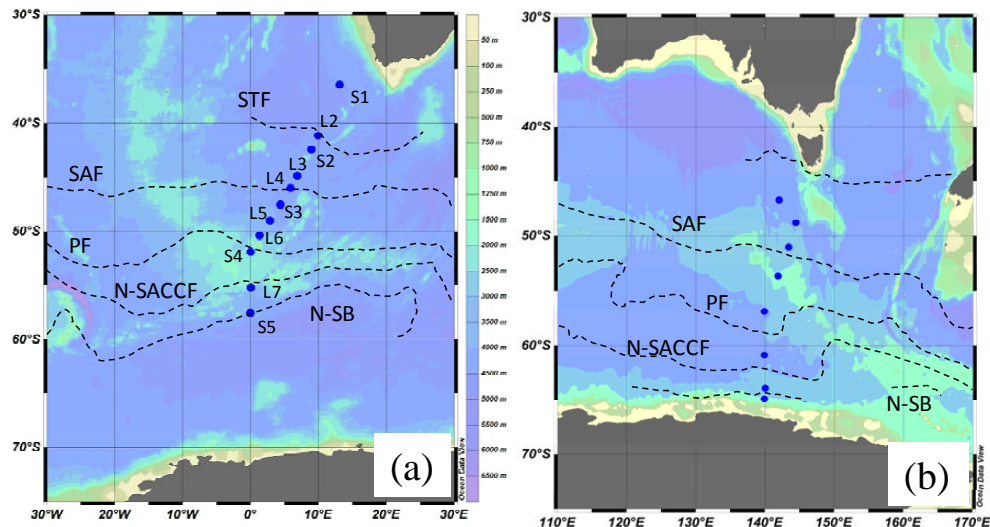 30°S
40°S
50°S
60°S
70°S
30°W
20°W
10°W
0°
10°E
20°E
30°E
STF
SAF
PF
N-SACCF
N-SB
S1
L2
S2
L3
L4
S3
L5
L6
S4
L7
S5
(a)
Ocean Data View
50 m
250 m
500 m
750 m
1250 m
1500 m
2000 m
2500 m
3000 m
3500 m
4000 m
4500 m
5000 m
5500 m
6000 m
6500 m
30°S
40°S
50°S
60°S
70°S
110°E
120°E
130°E
140°E
150°E
160°E
170°E
SAF
PF
N-SACCF
N-SB
(b)
Ocean Data View